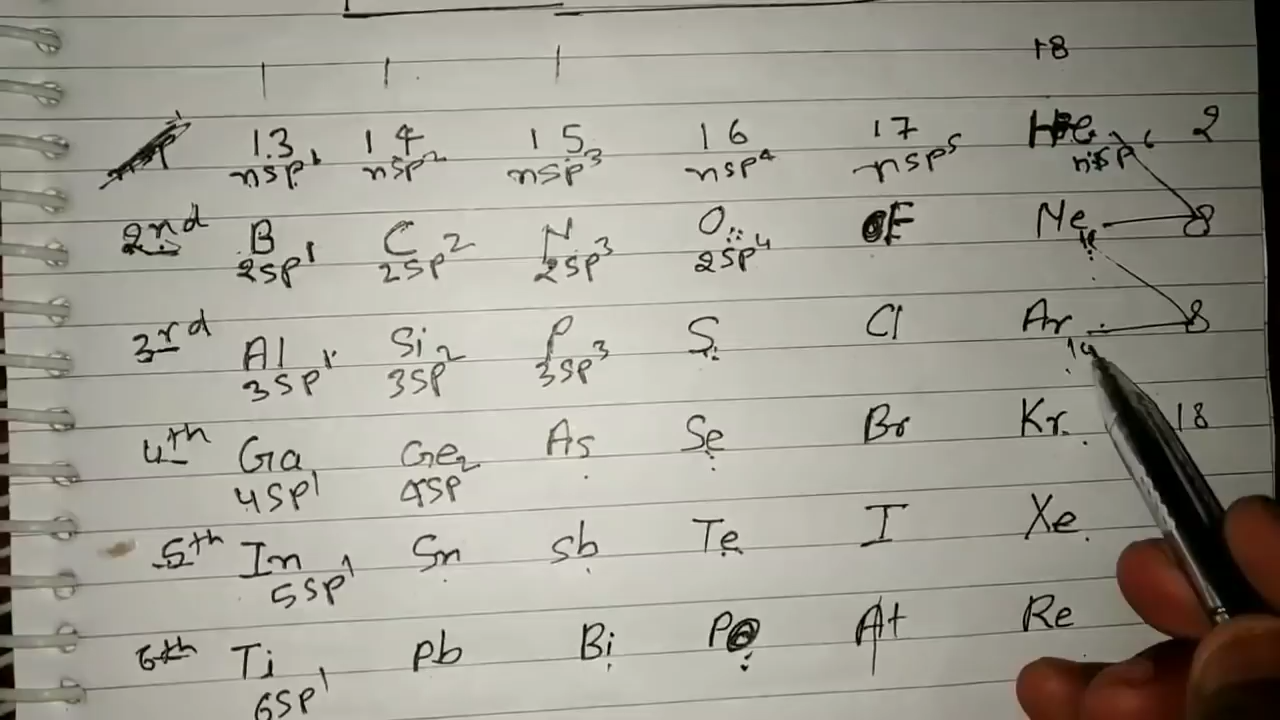 18
13 14 15 16 17 He 2
nsp1 nsp2 nsp3 nsp4 nsp5 nsp6
2nd B C N O F Ne 8
2sp1 2sp2 2sp3 2sp4 10
3rd Al Si P S Cl Ar 8
3sp1 3sp2 3sp3
4th Ga Ge As Se Br Kr 18
4sp1 4sp2
5th In Sn Sb Te I Xe
5sp1
6th Ti Pb Bi Po At Re
6sp1